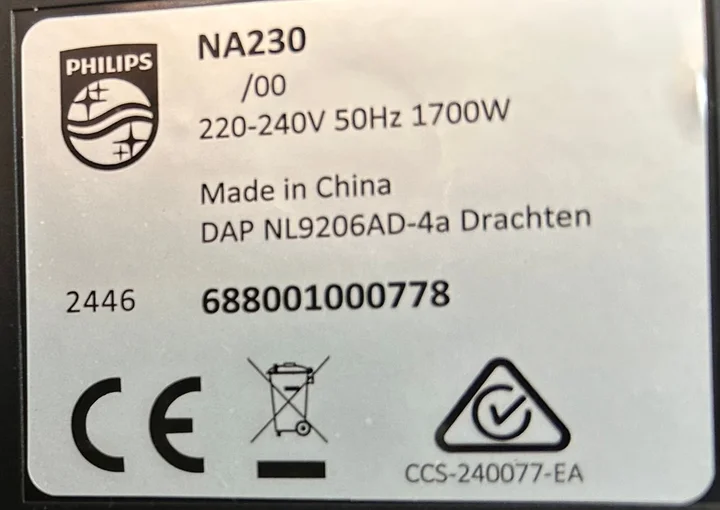 PHILIPS
NA230
/00
220-240V 50Hz 1700W
Made in China
DAP NL9206AD-4a Drachten
2446 688001000778
CE
CCS-240077-EA